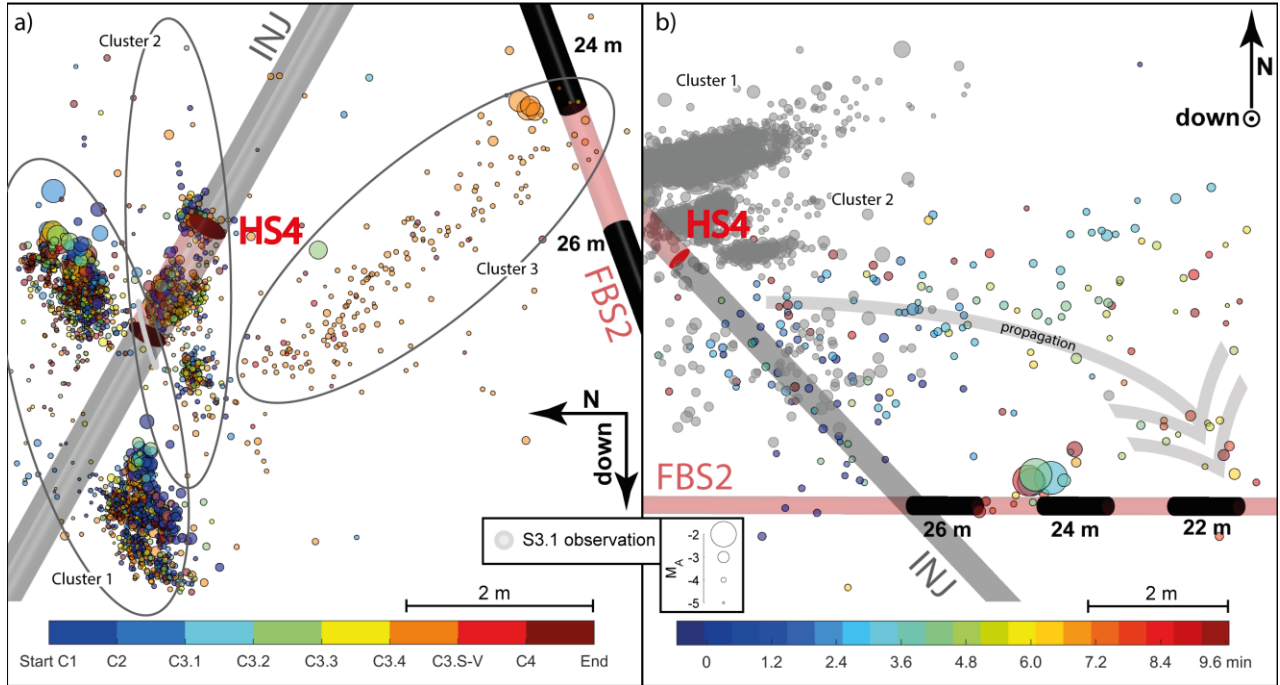 a)
Cluster 2
INJ
24 m
HS4
26 m
Cluster 3
FBS2
N
down
Cluster 1
2 m
Start C1 C2 C3.1 C3.2 C3.3 C3.4 C3.S-V C4 End
S3.1 observation
M_A
-2
-3
-4
-5
b)
N
Cluster 1
down
Cluster 2
HS4
propagation
FBS2
26 m 24 m 22 m
INJ
2 m
0 1.2 2.4 3.6 4.8 6.0 7.2 8.4 9.6 min